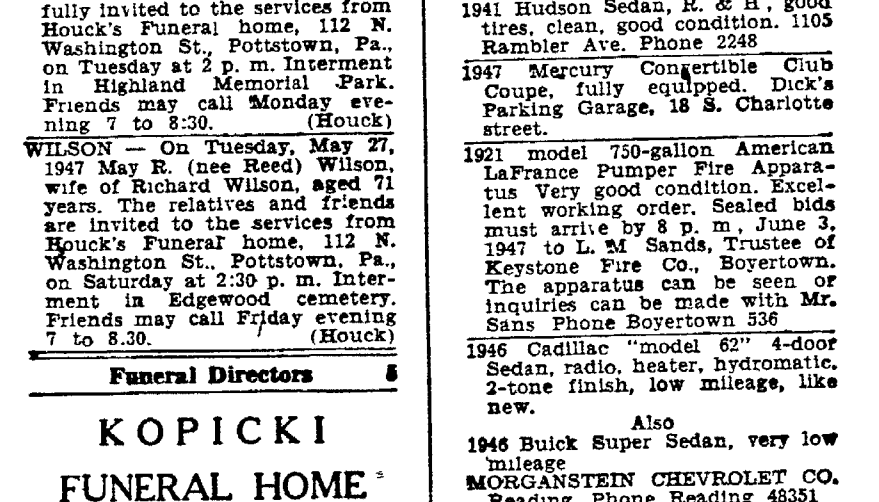 fully invited to the services from
Houck's Funeral home, 112 N.
Washington St., Pottstown, Pa.,
on Tuesday at 2 p. m. Interment
in Highland Memorial Park.
Friends may call Monday eve-
ning 7 to 8:30. (Houck)
WILSON — On Tuesday, May 27,
1947 May R. (nee Reed) Wilson,
wife of Richard Wilson, aged 71
years. The relatives and friends
are invited to the services from
Houck's Funeral home, 112 N.
Washington St., Pottstown, Pa.,
on Saturday at 2:30 p. m. Inter-
ment in Edgewood cemetery.
Friends may call Friday evening
7 to 8.30. (Houck)
Funeral Directors 5
KOPICKI
FUNERAL HOME
1941 Hudson Sedan, R. & H, good
tires, clean, good condition. 1105
Rambler Ave. Phone 2248
1947 Mercury Convertible Club
Coupe, fully equipped. Dick's
Parking Garage, 18 S. Charlotte
street.
1921 model 750-gallon American
LaFrance Pumper Fire Appara-
tus Very good condition. Excel-
lent working order. Sealed bids
must arrive by 8 p. m, June 3,
1947 to L. M Sands, Trustee of
Keystone Fire Co., Boyertown.
The apparatus can be seen or
inquiries can be made with Mr.
Sans Phone Boyertown 536
1946 Cadillac "model 62" 4-door
Sedan, radio, heater, hydromatic.
2-tone finish, low mileage, like
new.
Also
1946 Buick Super Sedan, very low
mileage
MORGANSTEIN CHEVROLET CO.
Reading, Phone Reading 48351